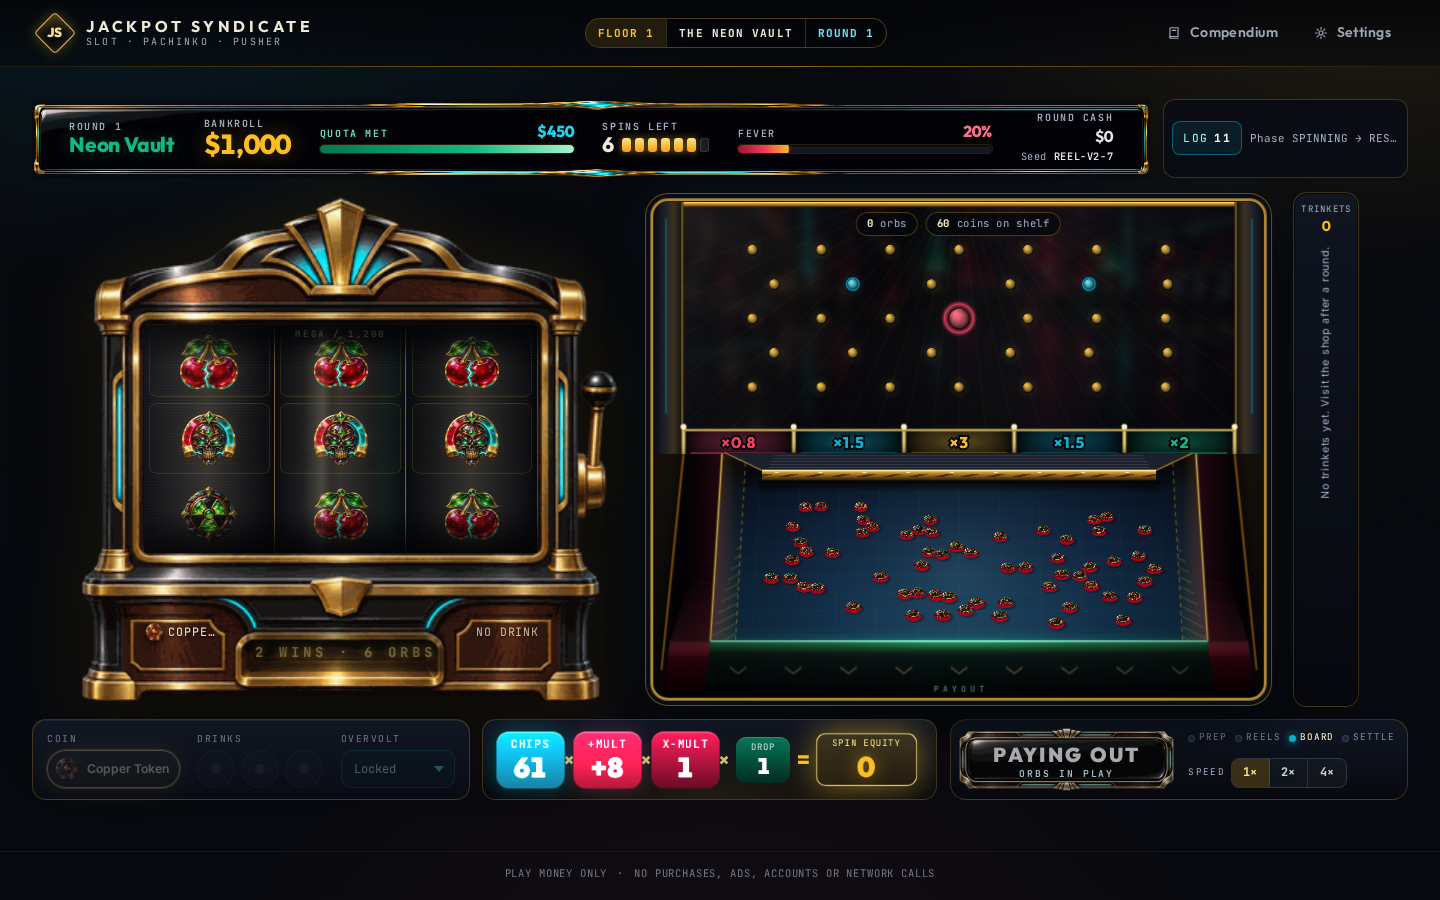 JS
JACKPOT SYNDICATE
SLOT · PACHINKO · PUSHER
FLOOR 1
THE NEON VAULT
ROUND 1
Compendium
Settings
ROUND 1
Neon Vault
BANKROLL
$1,000
QUOTA MET
$450
SPINS LEFT
6
FEVER
20%
ROUND CASH
$0
Seed REEL-V2-7
LOG 11
Phase SPINNING → RES…
MEGA / 1,200
0 orbs
60 coins on shelf
×0.8
×1.5
×3
×1.5
×2
PAYOUT
TRINKETS
0
No trinkets yet. Visit the shop after a round.
COPPE…
2 WINS · 6 ORBS
NO DRINK
COIN
Copper Token
DRINKS
OVERVOLT
Locked
CHIPS
61
×
+MULT
+8
×
X-MULT
1
×
DROP
1
=
SPIN EQUITY
0
PAYING OUT
ORBS IN PLAY
PREP
REELS
BOARD
SETTLE
SPEED
1×
2×
4×
PLAY MONEY ONLY · NO PURCHASES, ADS, ACCOUNTS OR NETWORK CALLS